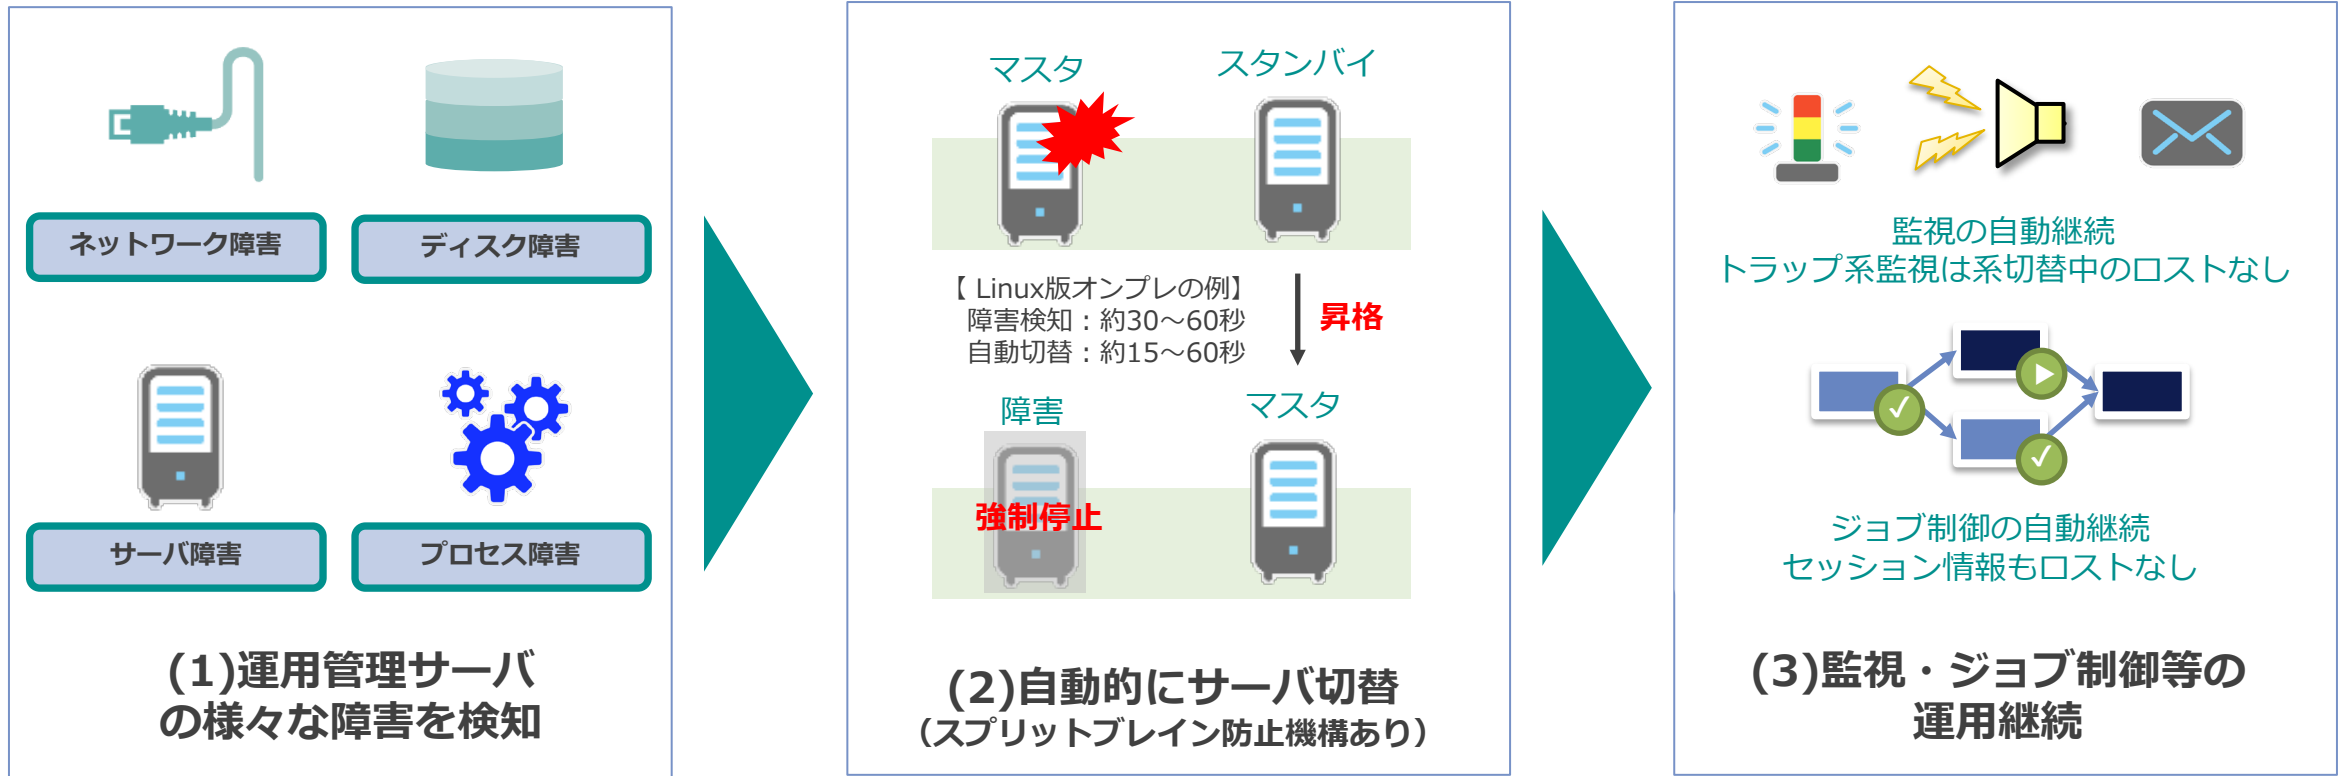 ネットワーク障害
ディスク障害
サーバ障害
プロセス障害
(1)運用管理サーバ
の様々な障害を検知
マスタ
スタンバイ
【 Linux版オンプレの例】
障害検知：約30～60秒
自動切替：約15～60秒
昇格
障害
マスタ
強制停止
(2)自動的にサーバ切替
（スプリットブレイン防止機構あり）
監視の自動継続
トラップ系監視は系切替中のロストなし
ジョブ制御の自動継続
セッション情報もロストなし
(3)監視・ジョブ制御等の
運用継続